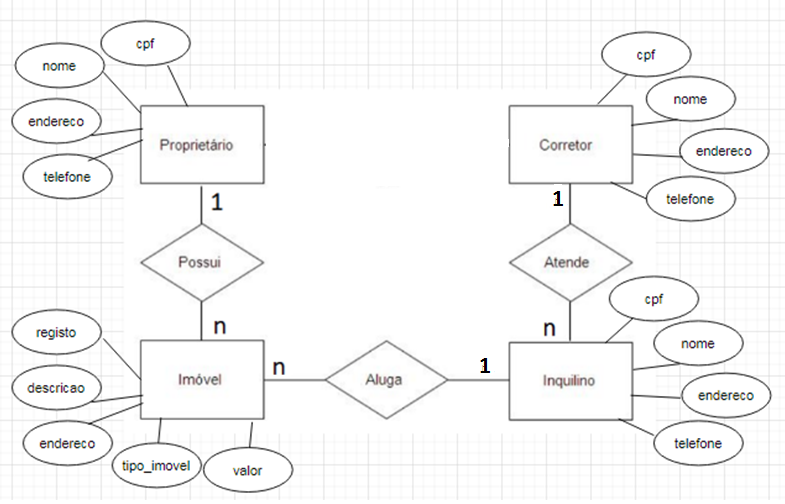 cpf
nome
endereco
telefone
Proprietário
1
Possui
n
cpf
nome
endereco
telefone
Corretor
1
Atende
n
registo
descricao
endereco
tipo_imovel
valor
Imóvel
n
Aluga
1
Inquilino
cpf
nome
endereco
telefone